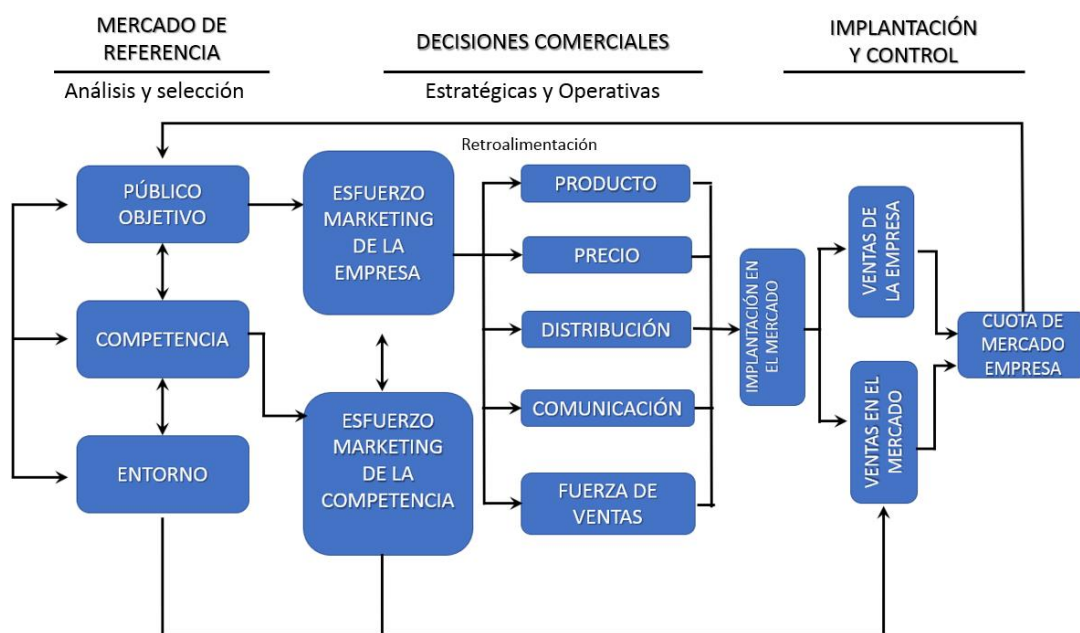 MERCADO DE
REFERENCIA
Análisis y selección
DECISIONES COMERCIALES
Estratégicas y Operativas
IMPLANTACIÓN
Y CONTROL
Retroalimentación
PÚBLICO
OBJETIVO
COMPETENCIA
ENTORNO
ESFUERZO
MARKETING
DE LA
EMPRESA
ESFUERZO
MARKETING
DE LA
COMPETENCIA
PRODUCTO
PRECIO
DISTRIBUCIÓN
COMUNICACIÓN
FUERZA DE
VENTAS
IMPLANTACIÓN EN
EL MERCADO
VENTAS DE
LA EMPRESA
VENTAS EN EL
MERCADO
CUOTA DE
MERCADO
EMPRESA